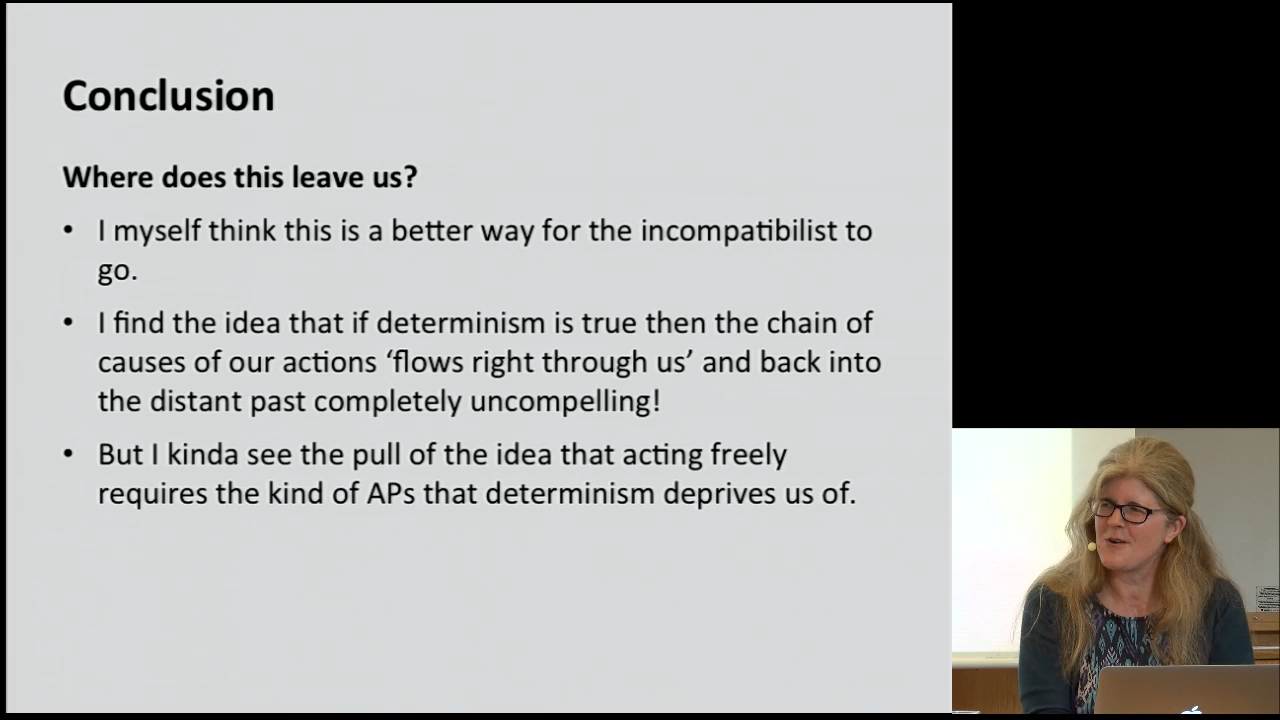 Conclusion
Where does this leave us?
• I myself think this is a better way for the incompatibilist to
go.
• I find the idea that if determinism is true then the chain of
causes of our actions ‘flows right through us’ and back into
the distant past completely uncompelling!
• But I kinda see the pull of the idea that acting freely
requires the kind of APs that determinism deprives us of.